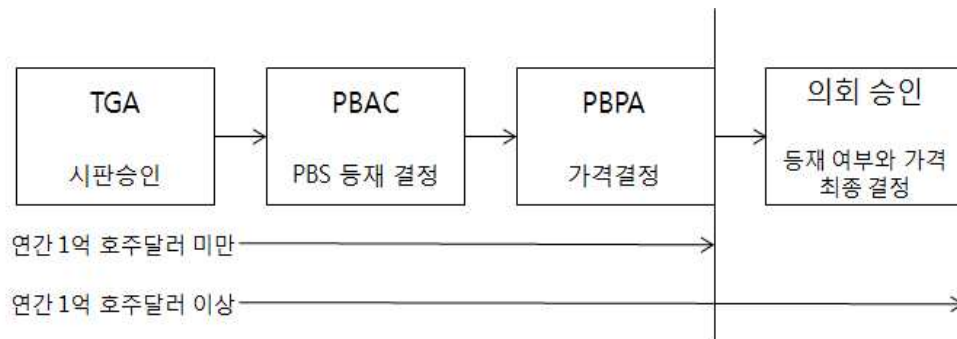 TGA
시판승인
PBAC
PBS 등재 결정
PBPA
가격결정
의회 승인
등재 여부와 가격
최종 결정
연간 1억 호주달러 미만
연간 1억 호주달러 이상